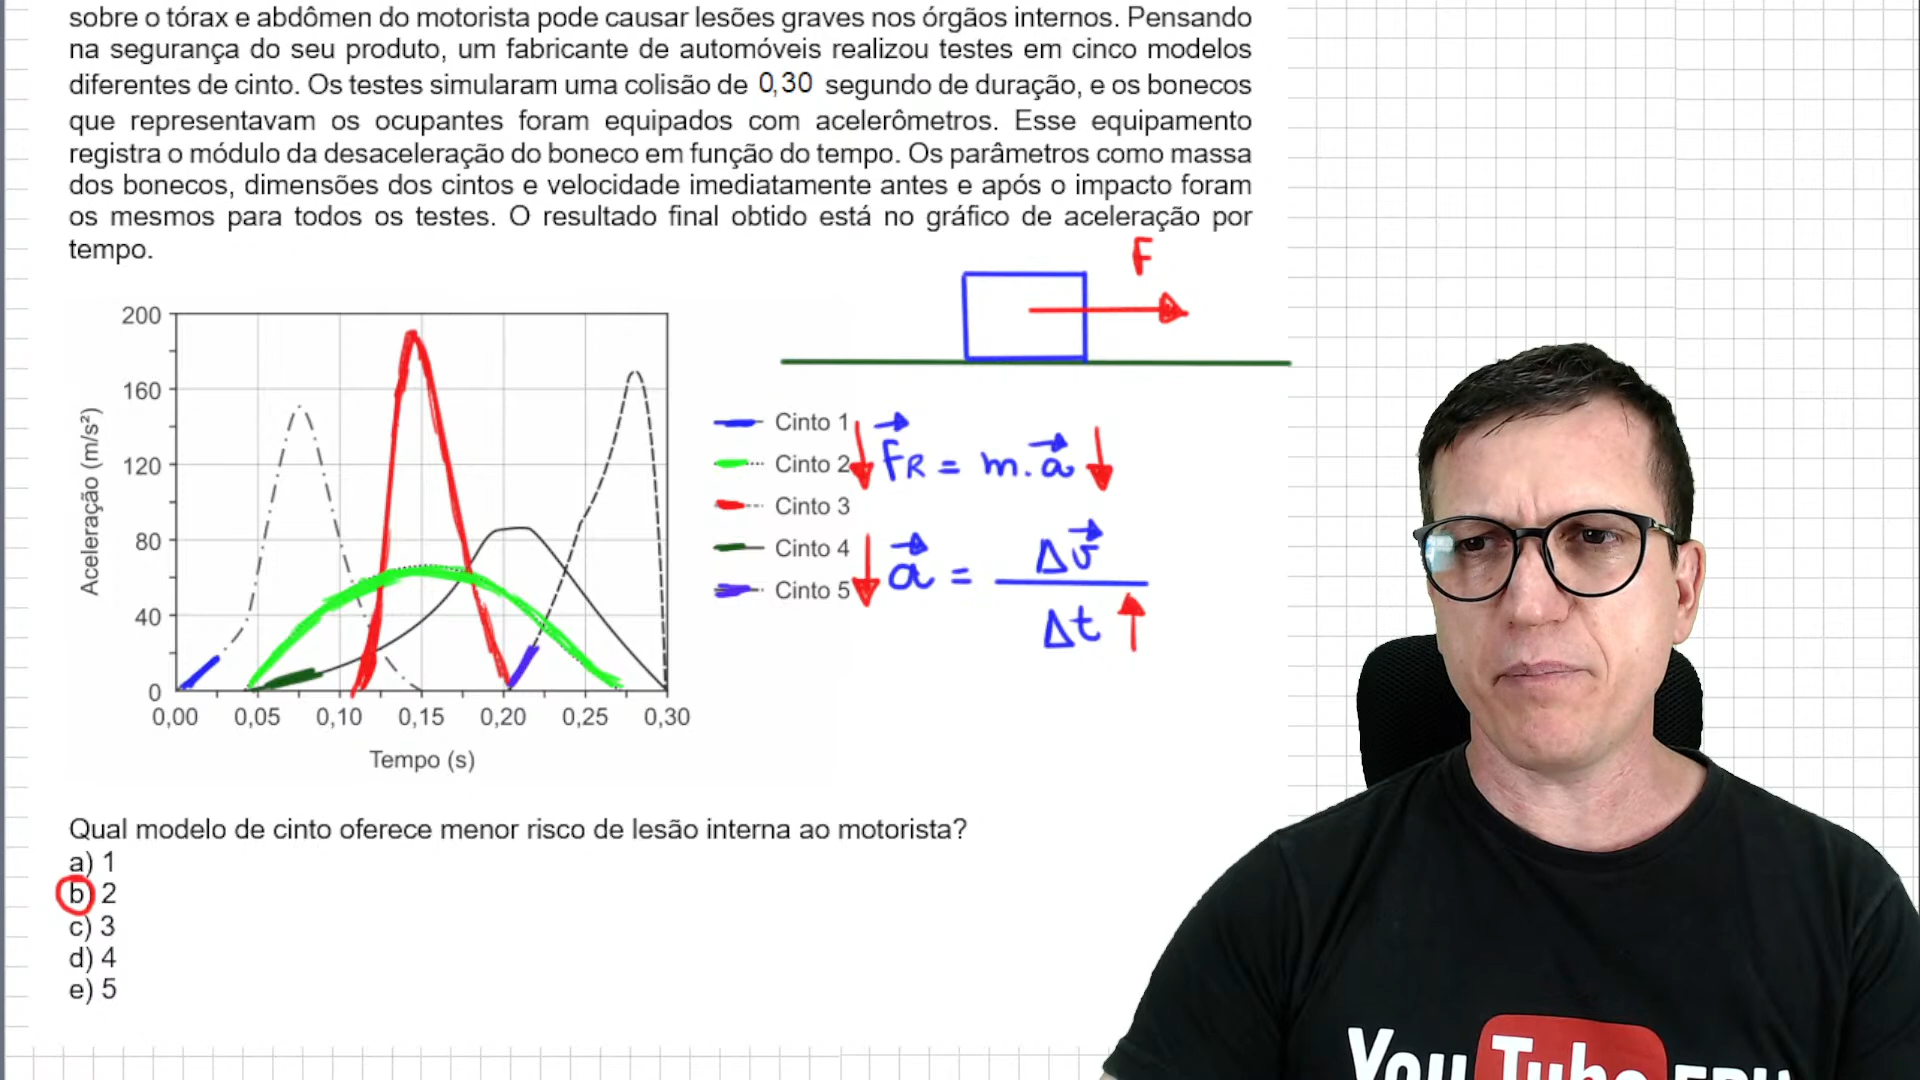 sobre o tórax e abdômen do motorista pode causar lesões graves nos órgãos internos. Pensando
na segurança do seu produto, um fabricante de automóveis realizou testes em cinco modelos
diferentes de cinto. Os testes simularam uma colisão de 0,30 segundo de duração, e os bonecos
que representavam os ocupantes foram equipados com acelerômetros. Esse equipamento
registra o módulo da desaceleração do boneco em função do tempo. Os parâmetros como massa
dos bonecos, dimensões dos cintos e velocidade imediatamente antes e após o impacto foram
os mesmos para todos os testes. O resultado final obtido está no gráfico de aceleração por
tempo.
F
200
160
120
80
40
0
Aceleração (m/s²)
0,00 0,05 0,10 0,15 0,20 0,25 0,30
Tempo (s)
Cinto 1
Cinto 2
Cinto 3
Cinto 4
Cinto 5
FR = m.a
a = Δv
Δt
Qual modelo de cinto oferece menor risco de lesão interna ao motorista?
a) 1
b) 2
c) 3
d) 4
e) 5
YouTube EDU